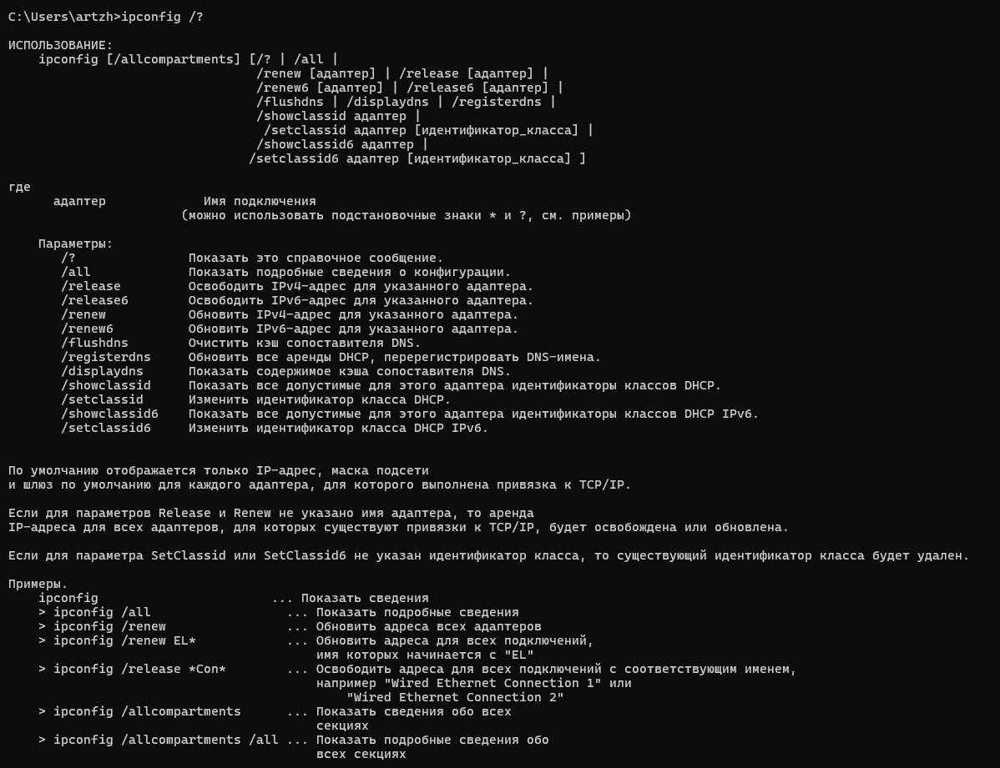 C:\Users\artzh>ipconfig /?

ИСПОЛЬЗОВАНИЕ:
    ipconfig [/allcompartments] [/? | /all |
                                 /renew [адаптер] | /release [адаптер] |
                                 /renew6 [адаптер] | /release6 [адаптер] |
                                 /flushdns | /displaydns | /registerdns |
                                 /showclassid адаптер |
                                  /setclassid адаптер [идентификатор_класса] |
                                 /showclassid6 адаптер |
                                /setclassid6 адаптер [идентификатор_класса] ]

где
      адаптер             Имя подключения
                       (можно использовать подстановочные знаки * и ?, см. примеры)

    Параметры:
       /?               Показать это справочное сообщение.
       /all             Показать подробные сведения о конфигурации.
       /release         Освободить IPv4-адрес для указанного адаптера.
       /release6        Освободить IPv6-адрес для указанного адаптера.
       /renew           Обновить IPv4-адрес для указанного адаптера.
       /renew6          Обновить IPv6-адрес для указанного адаптера.
       /flushdns        Очистить кэш сопоставителя DNS.
       /registerdns     Обновить все аренды DHCP, перерегистрировать DNS-имена.
       /displaydns      Показать содержимое кэша сопоставителя DNS.
       /showclassid     Показать все допустимые для этого адаптера идентификаторы классов DHCP.
       /setclassid      Изменить идентификатор класса DHCP.
       /showclassid6    Показать все допустимые для этого адаптера идентификаторы классов DHCP IPv6.
       /setclassid6     Изменить идентификатор класса DHCP IPv6.


По умолчанию отображается только IP-адрес, маска подсети
и шлюз по умолчанию для каждого адаптера, для которого выполнена привязка к TCP/IP.

Если для параметров Release и Renew не указано имя адаптера, то аренда
IP-адреса для всех адаптеров, для которых существуют привязки к TCP/IP, будет освобождена или обновлена.

Если для параметра SetClassid или SetClassid6 не указан идентификатор класса, то существующий идентификатор класса будет удален.

Примеры.
    ipconfig                       ... Показать сведения
    > ipconfig /all                  ... Показать подробные сведения
    > ipconfig /renew                ... Обновить адреса всех адаптеров
    > ipconfig /renew EL*            ... Обновить адреса для всех подключений,
                                         имя которых начинается с "EL"
    > ipconfig /release *Con*        ... Освободить адреса для всех подключений с соответствующим именем,
                                         например "Wired Ethernet Connection 1" или
                                             "Wired Ethernet Connection 2"
    > ipconfig /allcompartments      ... Показать сведения обо всех
                                         секциях
    > ipconfig /allcompartments /all ... Показать подробные сведения обо
                                         всех секциях